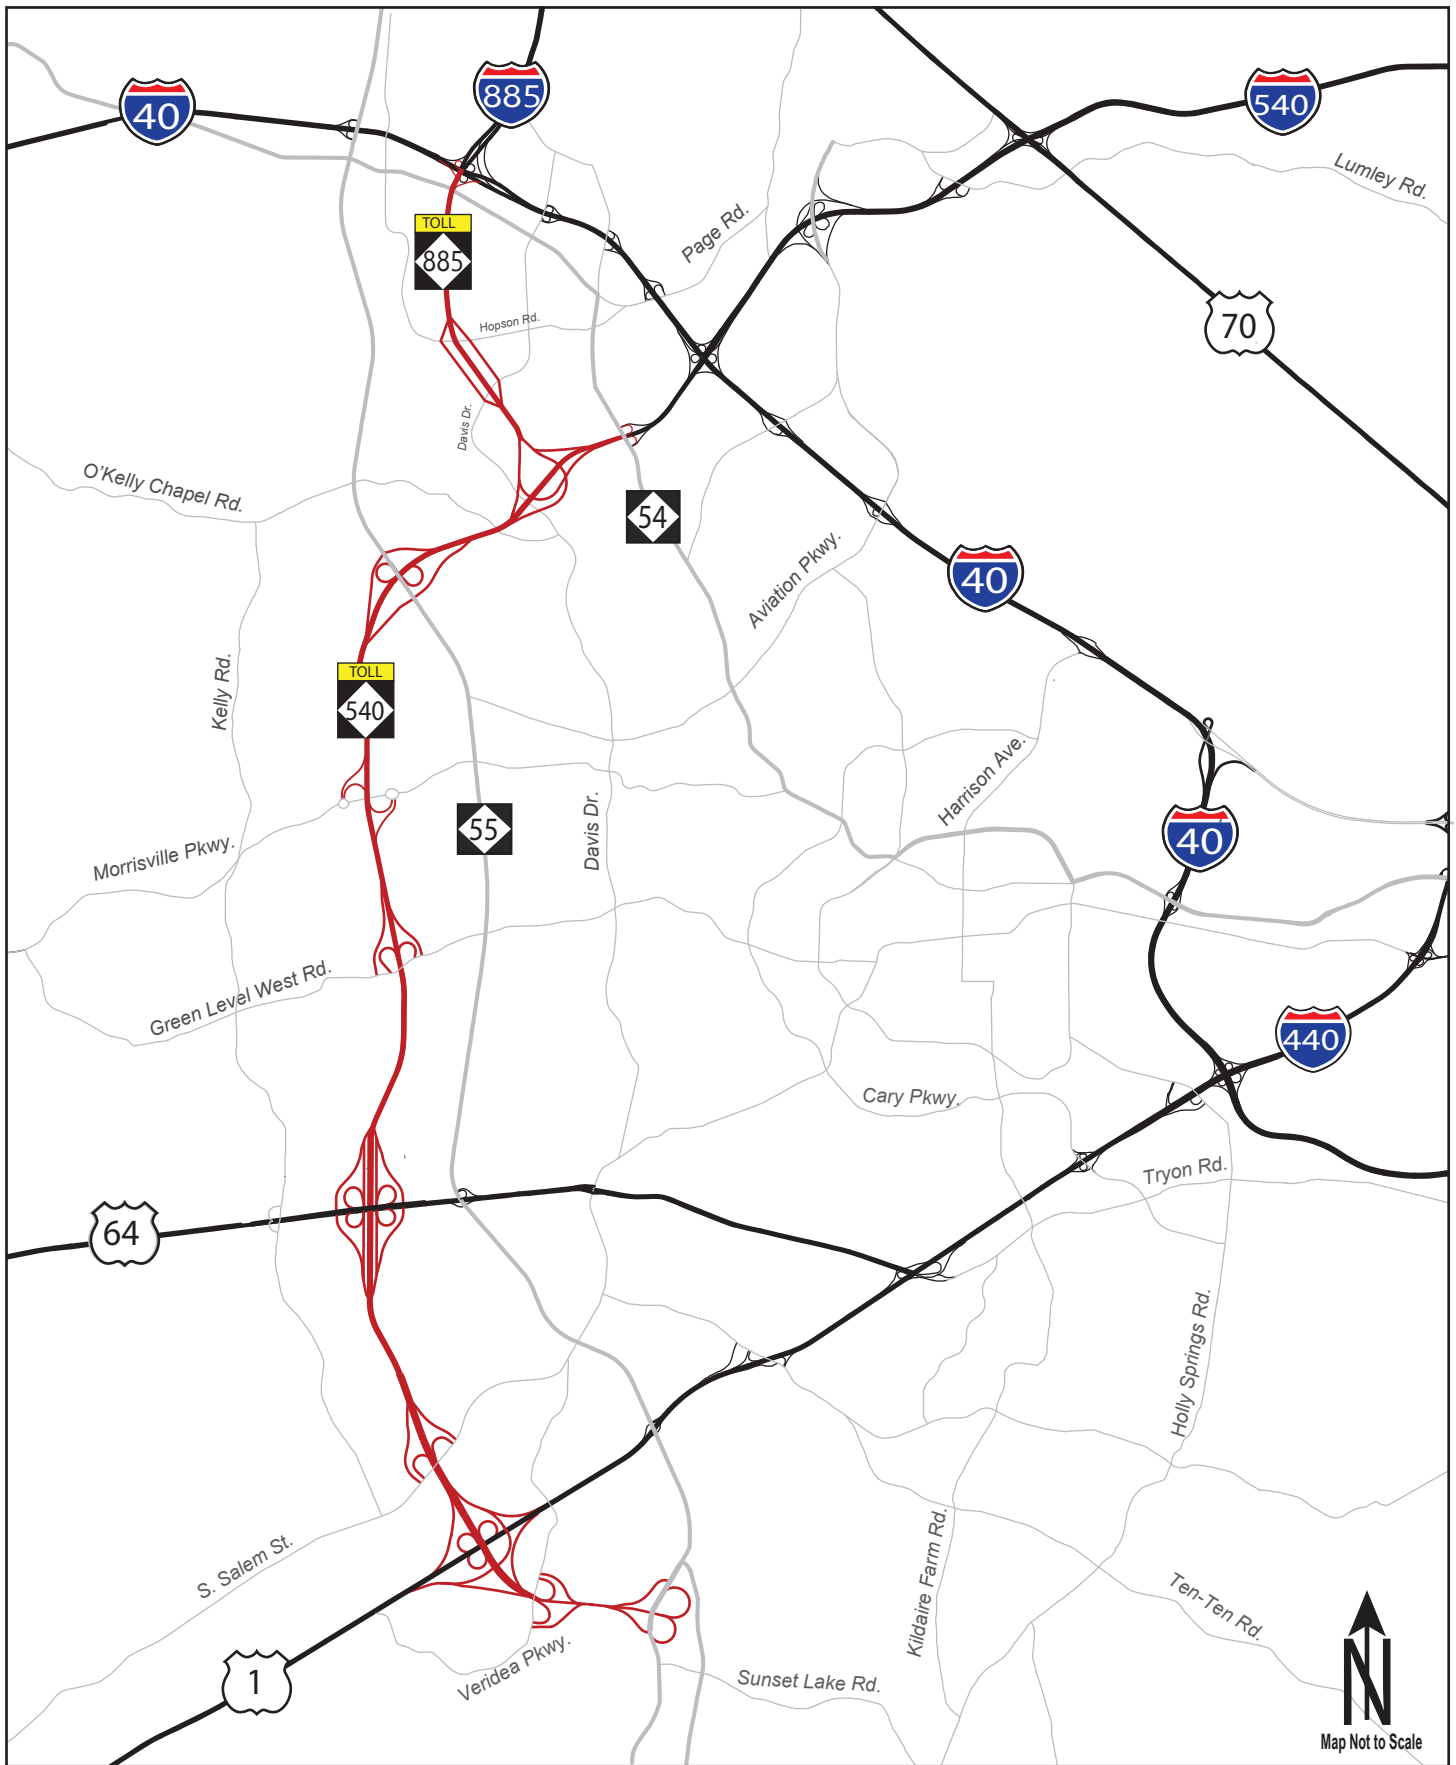 885
540
40
Lumley Rd.
Page Rd.
TOLL
885
Hopson Rd.
70
Davis Dr.
O'Kelly Chapel Rd.
54
Aviation Pkwy.
40
Kelly Rd.
TOLL
540
Harrison Ave.
Davis Dr.
55
40
Morrisville Pkwy.
Green Level West Rd.
440
Cary Pkwy.
Tryon Rd.
64
Holly Springs Rd.
S. Salem St.
Kildaire Farm Rd.
Ten-Ten Rd.
Veridea Pkwy.
1
Sunset Lake Rd.
N
Map Not to Scale